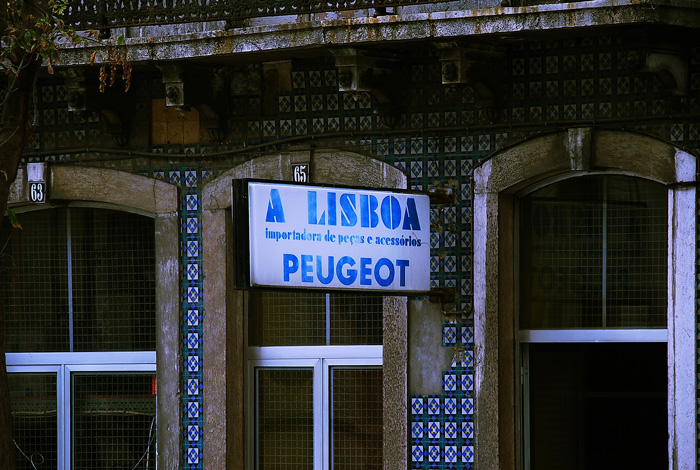 63
65
A LISBOA
importadora de peças e acessórios
PEUGEOT